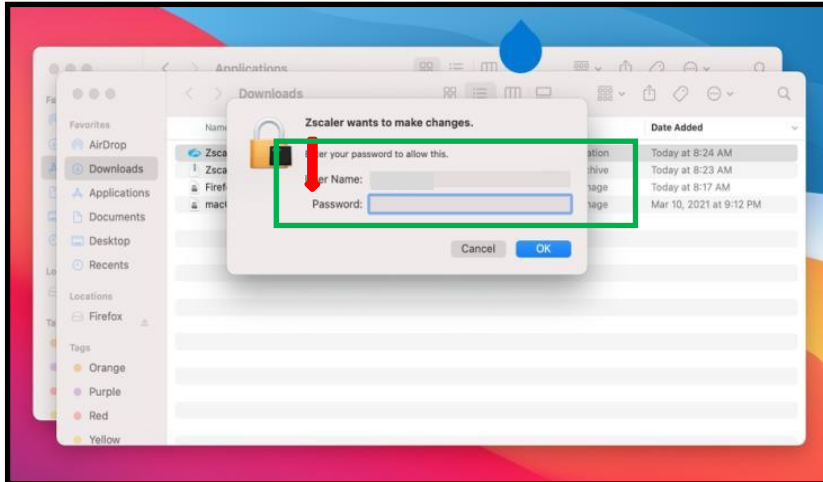 Applications
Downloads
Favorites
AirDrop
Downloads
Applications
Documents
Desktop
Recents
Locations
Firefox
Tags
Orange
Purple
Red
Yellow
Date Added
Today at 8:24 AM
Today at 8:23 AM
Today at 8:17 AM
Mar 10, 2021 at 9:12 PM
Zscaler wants to make changes.
your password to allow this.
Name:
Password:
Cancel OK